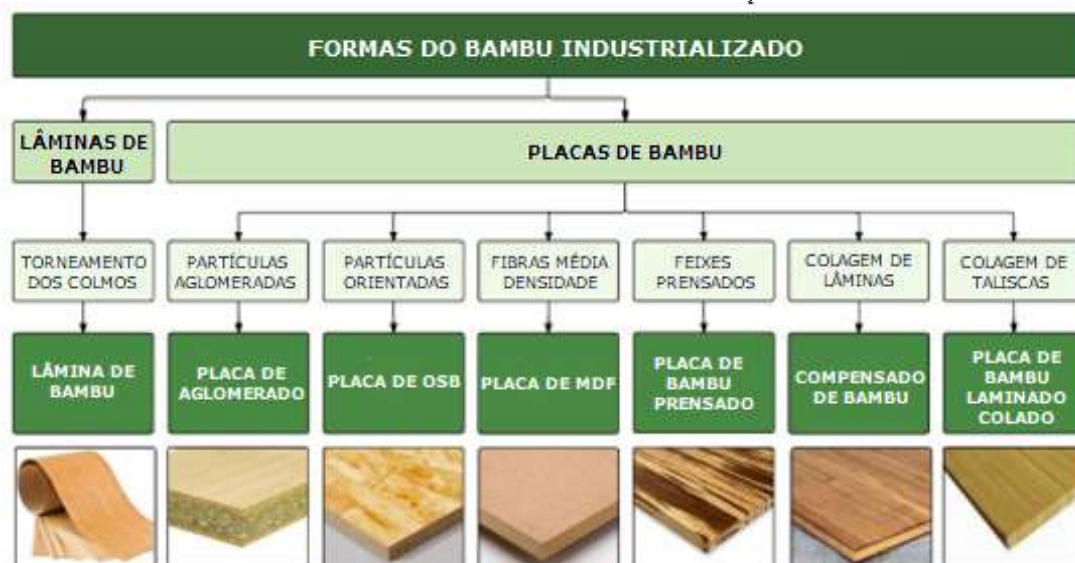 FORMAS DO BAMBU INDUSTRIALIZADO
LÂMINAS DE
BAMBU
PLACAS DE BAMBU
TORNEAMENTO
DOS COLMOS
PARTÍCULAS
AGLOMERADAS
PARTÍCULAS
ORIENTADAS
FIBRAS MÉDIA
DENSIDADE
FEIXES
PRENSADOS
COLAGEM DE
LÂMINAS
COLAGEM DE
TALISCAS
LÂMINA DE
BAMBU
PLACA DE
AGLOMERADO
PLACA DE OSB
PLACA DE MDF
PLACA DE
BAMBU
PRENSADO
COMPENSADO
DE BAMBU
PLACA DE
BAMBU
LAMINADO
COLADO